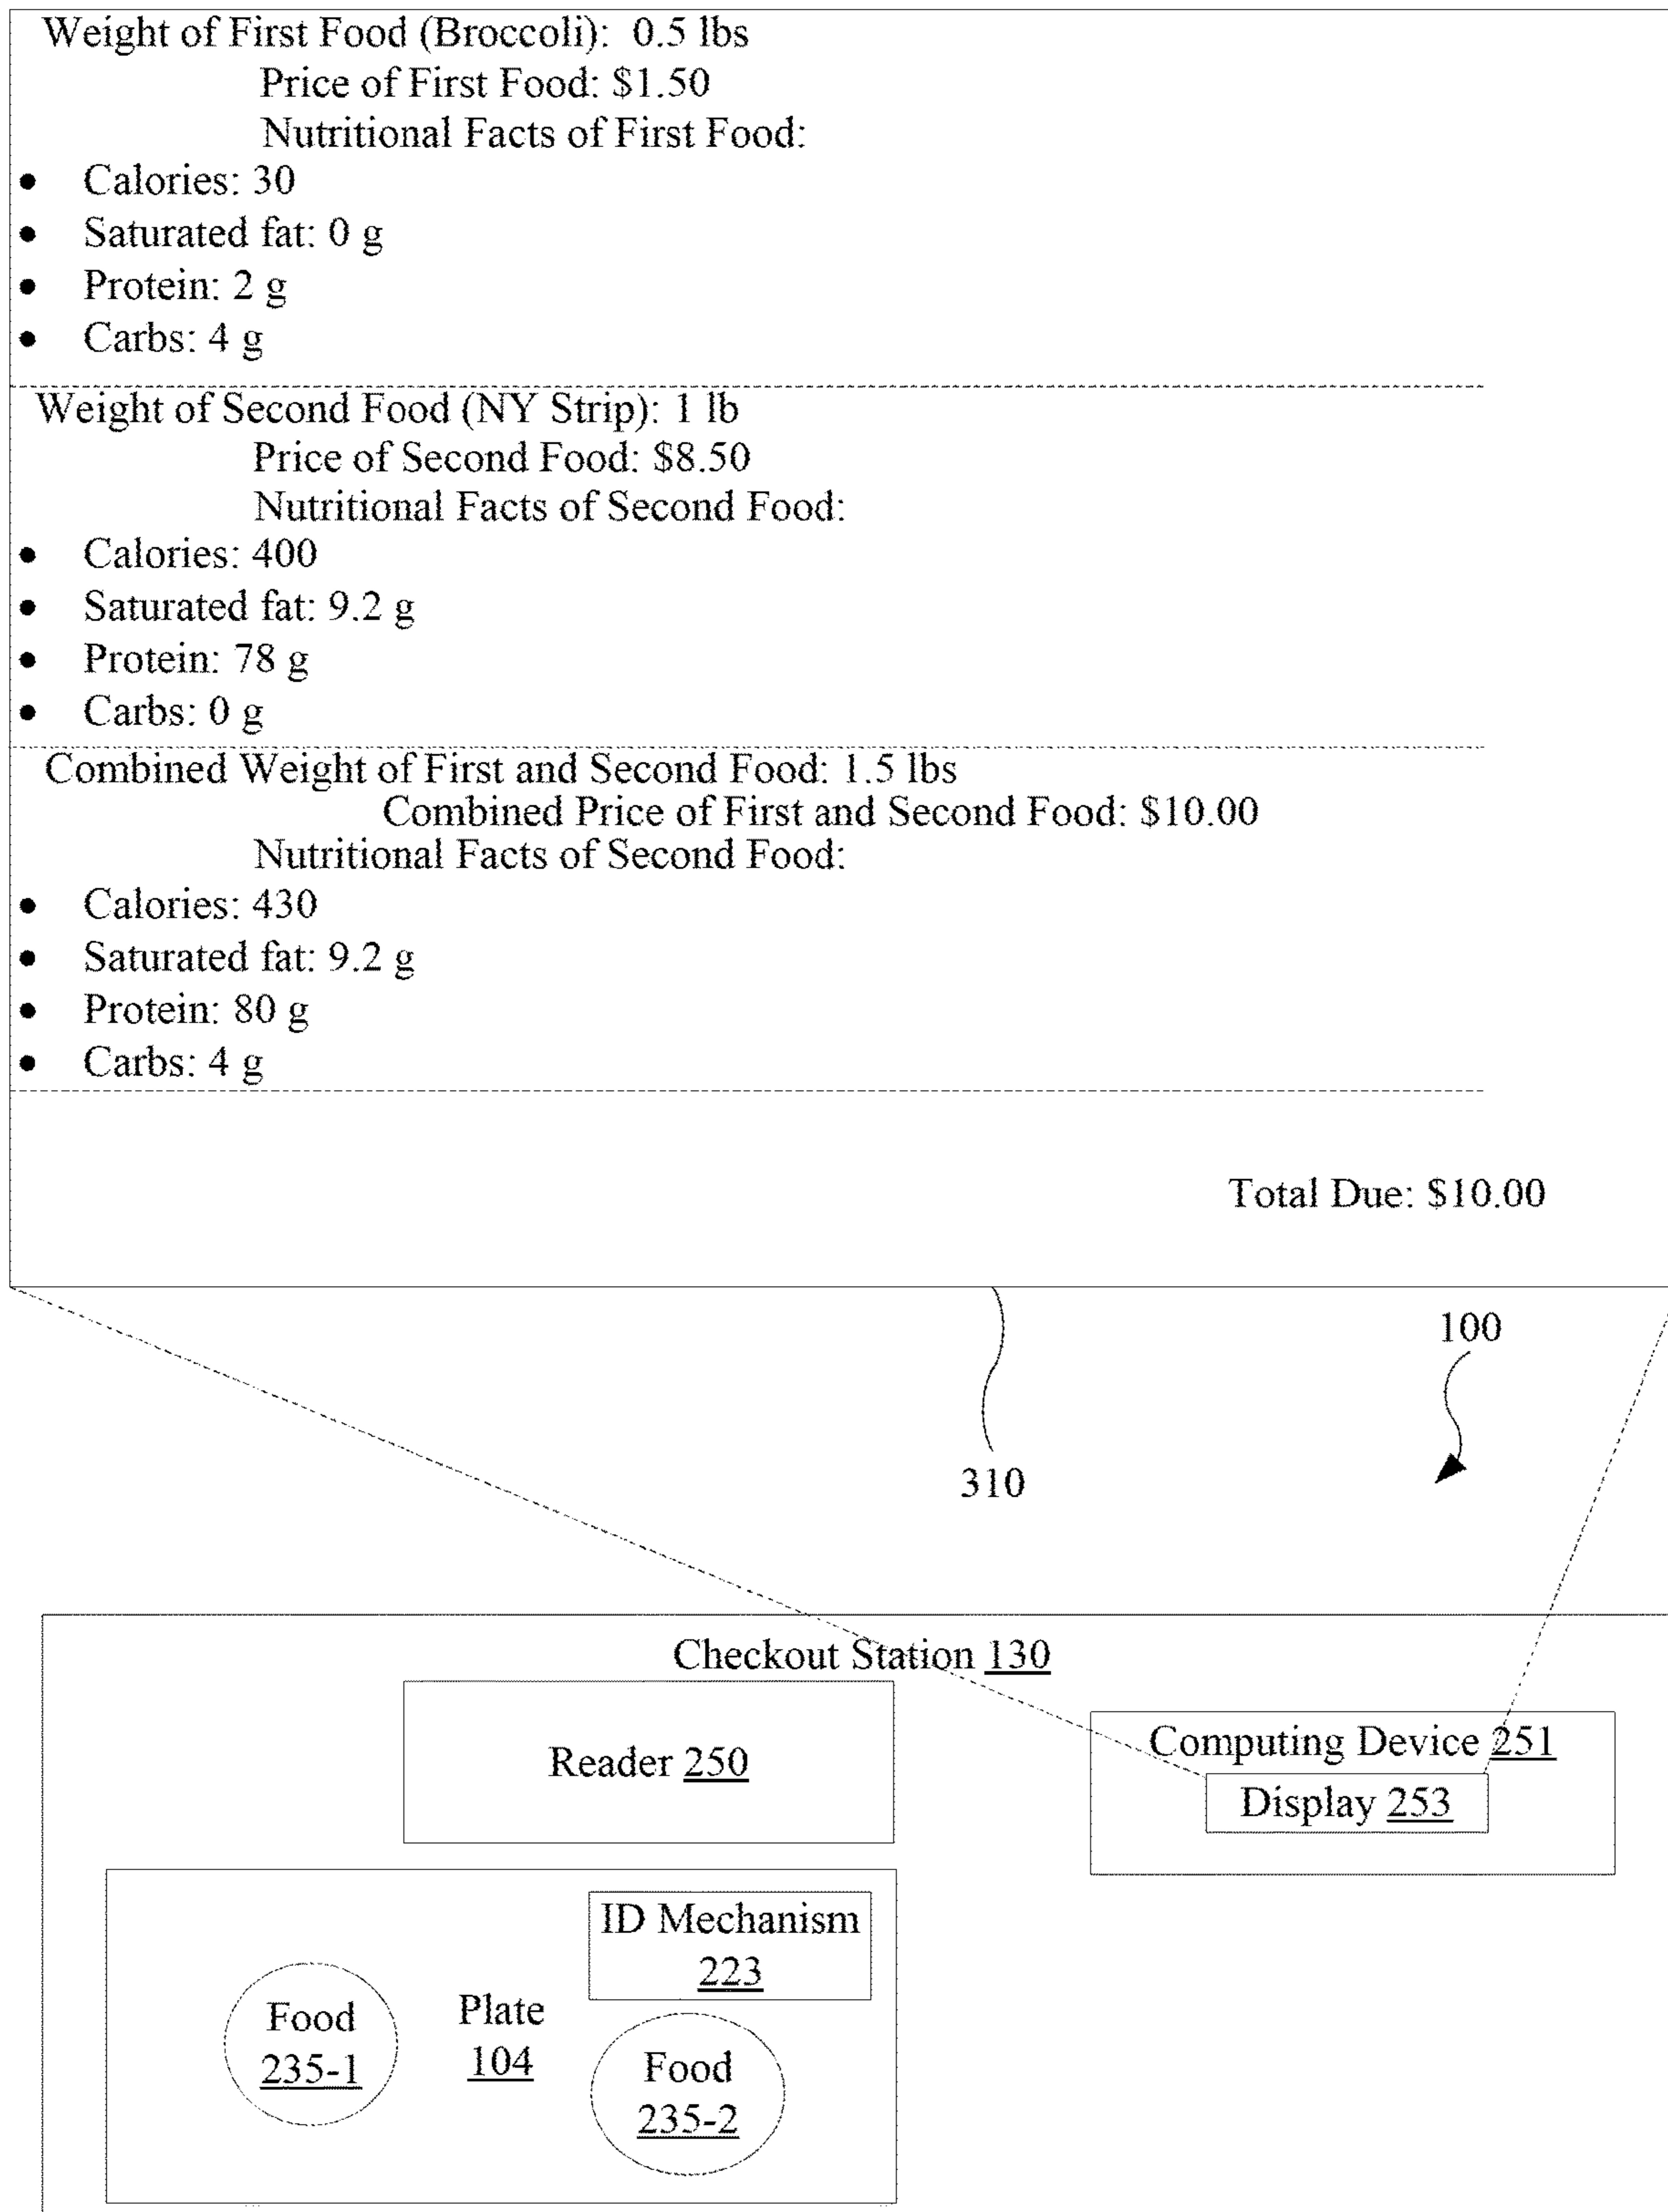 Weight of First Food (Broccoli): 0.5 lbs
Price of First Food: $1.50
Nutritional Facts of First Food:
• Calories: 30
• Saturated fat: 0 g
• Protein: 2 g
• Carbs: 4 g
Weight of Second Food (NY Strip): 1 lb
Price of Second Food: $8.50
Nutritional Facts of Second Food:
• Calories: 400
• Saturated fat: 9.2 g
• Protein: 78 g
• Carbs: 0 g
Combined Weight of First and Second Food: 1.5 lbs
Combined Price of First and Second Food: $10.00
Nutritional Facts of Second Food:
• Calories: 430
• Saturated fat: 9.2 g
• Protein: 80 g
• Carbs: 4 g
Total Due: $10.00
100
310
Checkout Station 130
Reader 250
Computing Device 251
Display 253
ID Mechanism
223
Food
235-1
Plate
104
Food
235-2